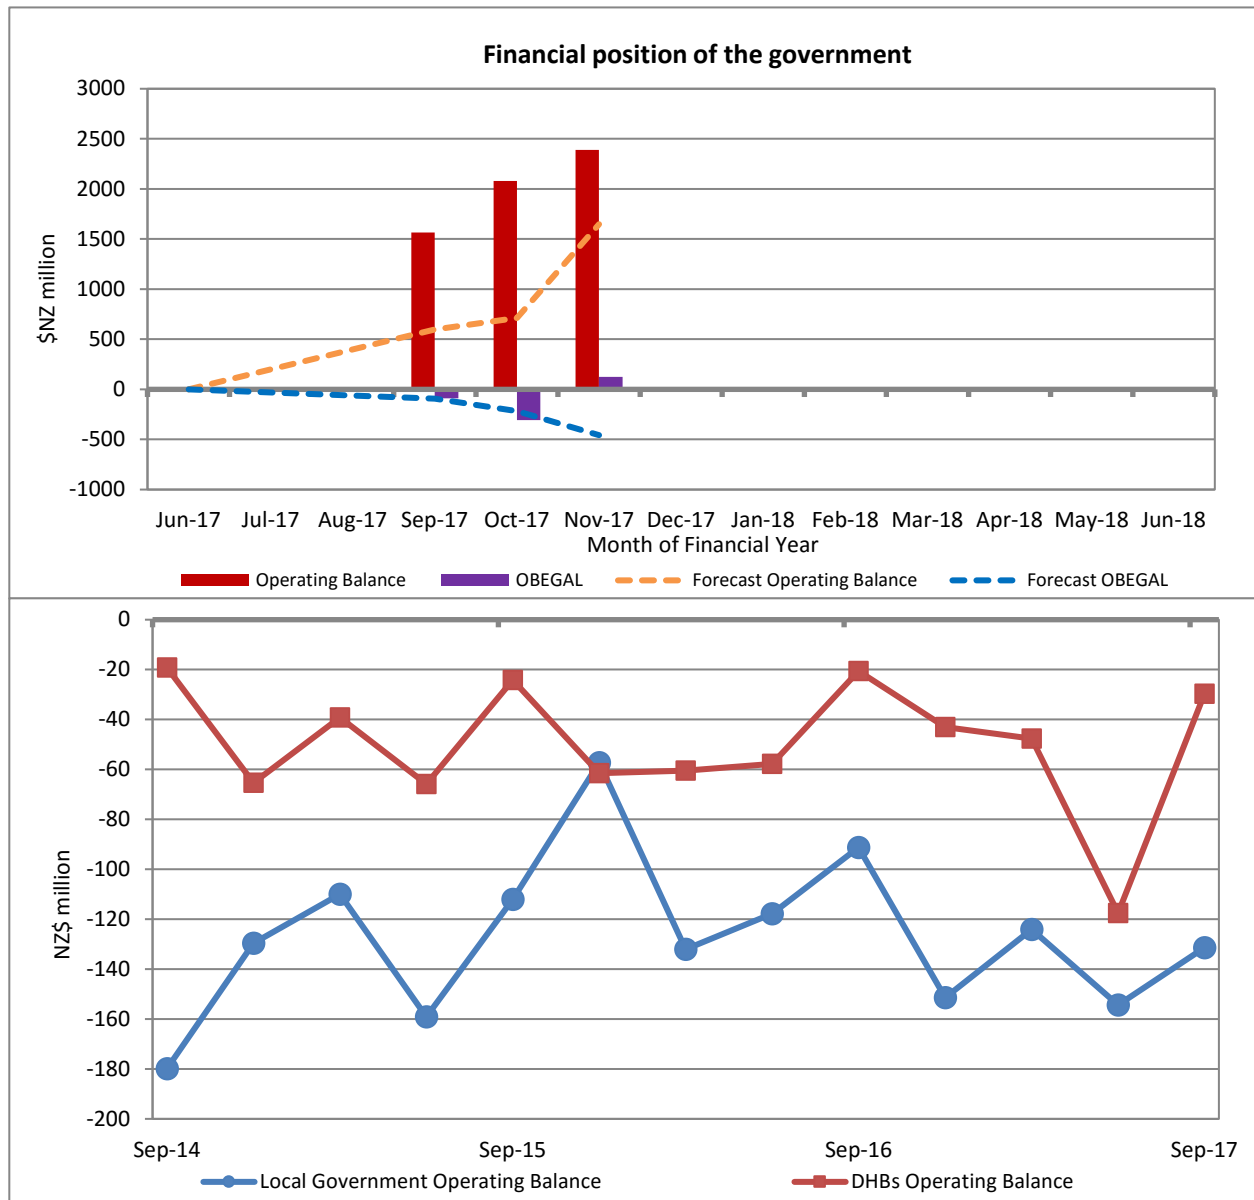 Financial position of the government
3000
2500
2000
1500
1000
500
0
-500
-1000
$NZ million
Jun-17 Jul-17 Aug-17 Sep-17 Oct-17 Nov-17 Dec-17 Jan-18 Feb-18 Mar-18 Apr-18 May-18 Jun-18
Month of Financial Year
Operating Balance OBEGAL Forecast Operating Balance Forecast OBEGAL
0
-20
-40
-60
-80
-100
-120
-140
-160
-180
-200
NZ$ million
Sep-14 Sep-15 Sep-16 Sep-17
Local Government Operating Balance DHBs Operating Balance